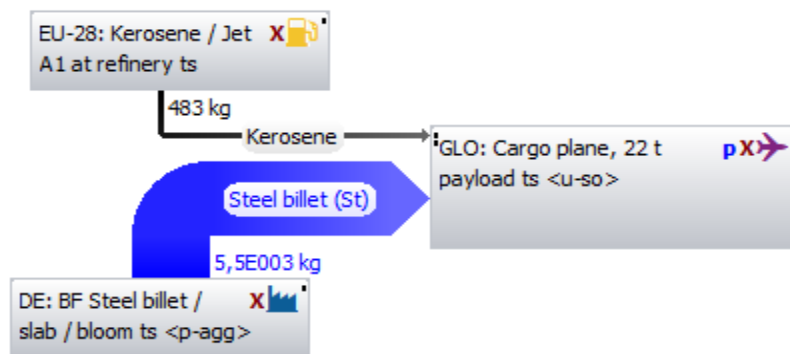 EU-28: Kerosene / Jet X
A1 at refinery ts
483 kg
Kerosene
GLO: Cargo plane, 22 t pX
payload ts <u-so>
Steel billet (St)
5,5E003 kg
DE: BF Steel billet / X
slab / bloom ts <p-agg>